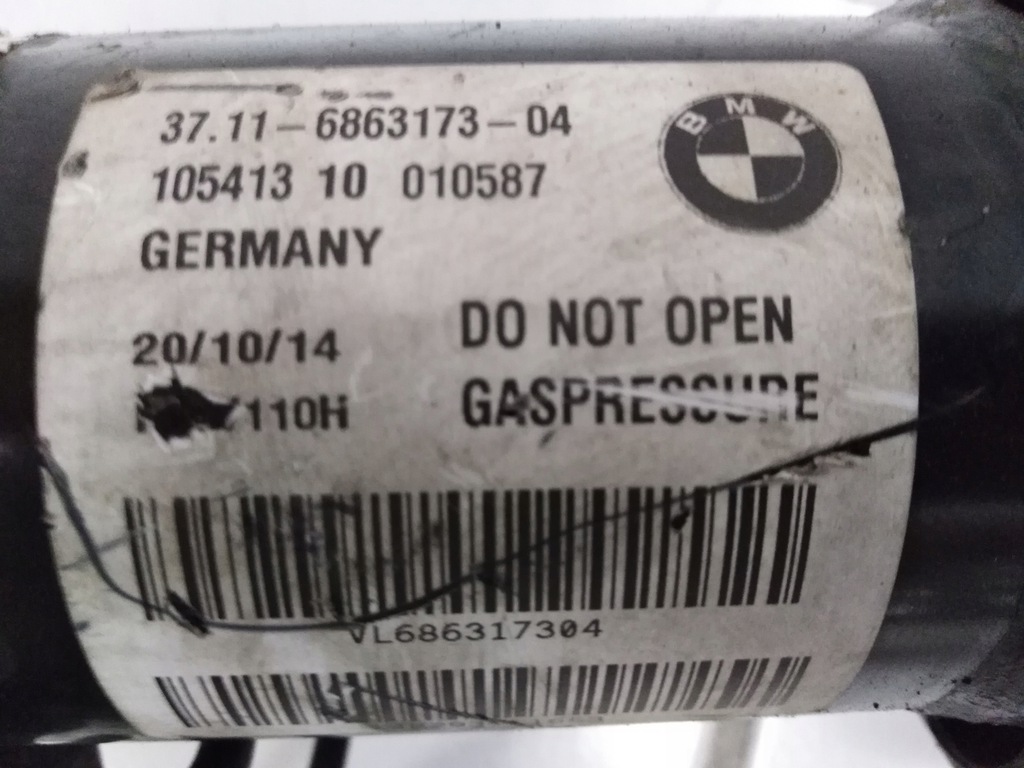 37.11-6863173-04
BMW
105413 10 010587
GERMANY
20/10/14
DO NOT OPEN
/110H
GASPRESSURE
VL686317304